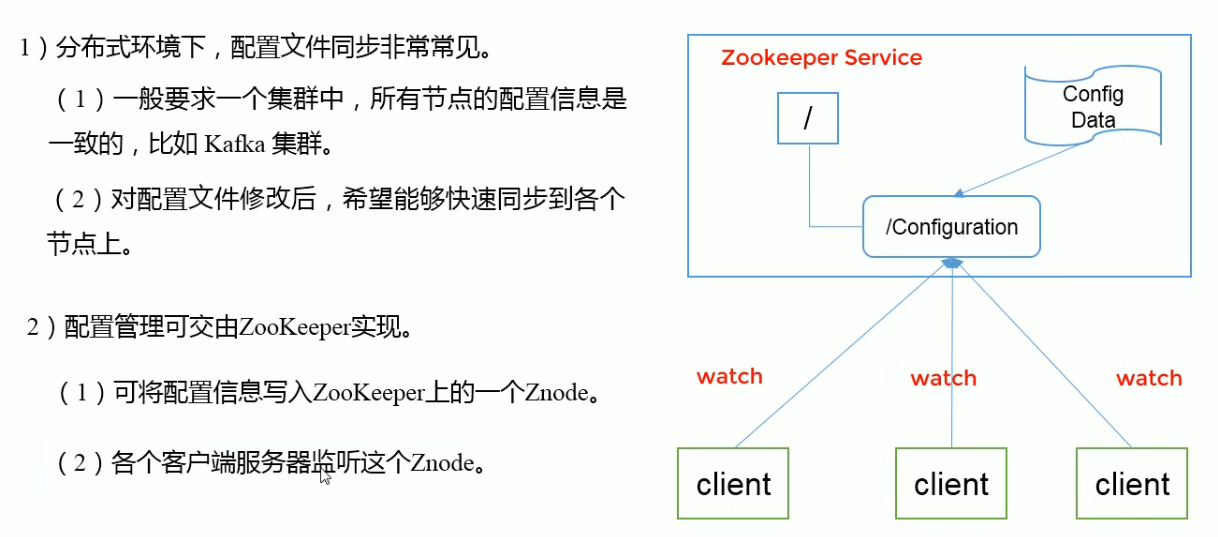 1）分布式环境下，配置文件同步非常常见。
（1）一般要求一个集群中，所有节点的配置信息是
一致的，比如 Kafka 集群。
（2）对配置文件修改后，希望能够快速同步到各个
节点上。
2）配置管理可交由ZooKeeper实现。
（1）可将配置信息写入ZooKeeper上的一个Znode。
（2）各个客户端服务器监听这个Znode。
Zookeeper Service
/
Config
Data
/Configuration
watch
watch
watch
client
client
client